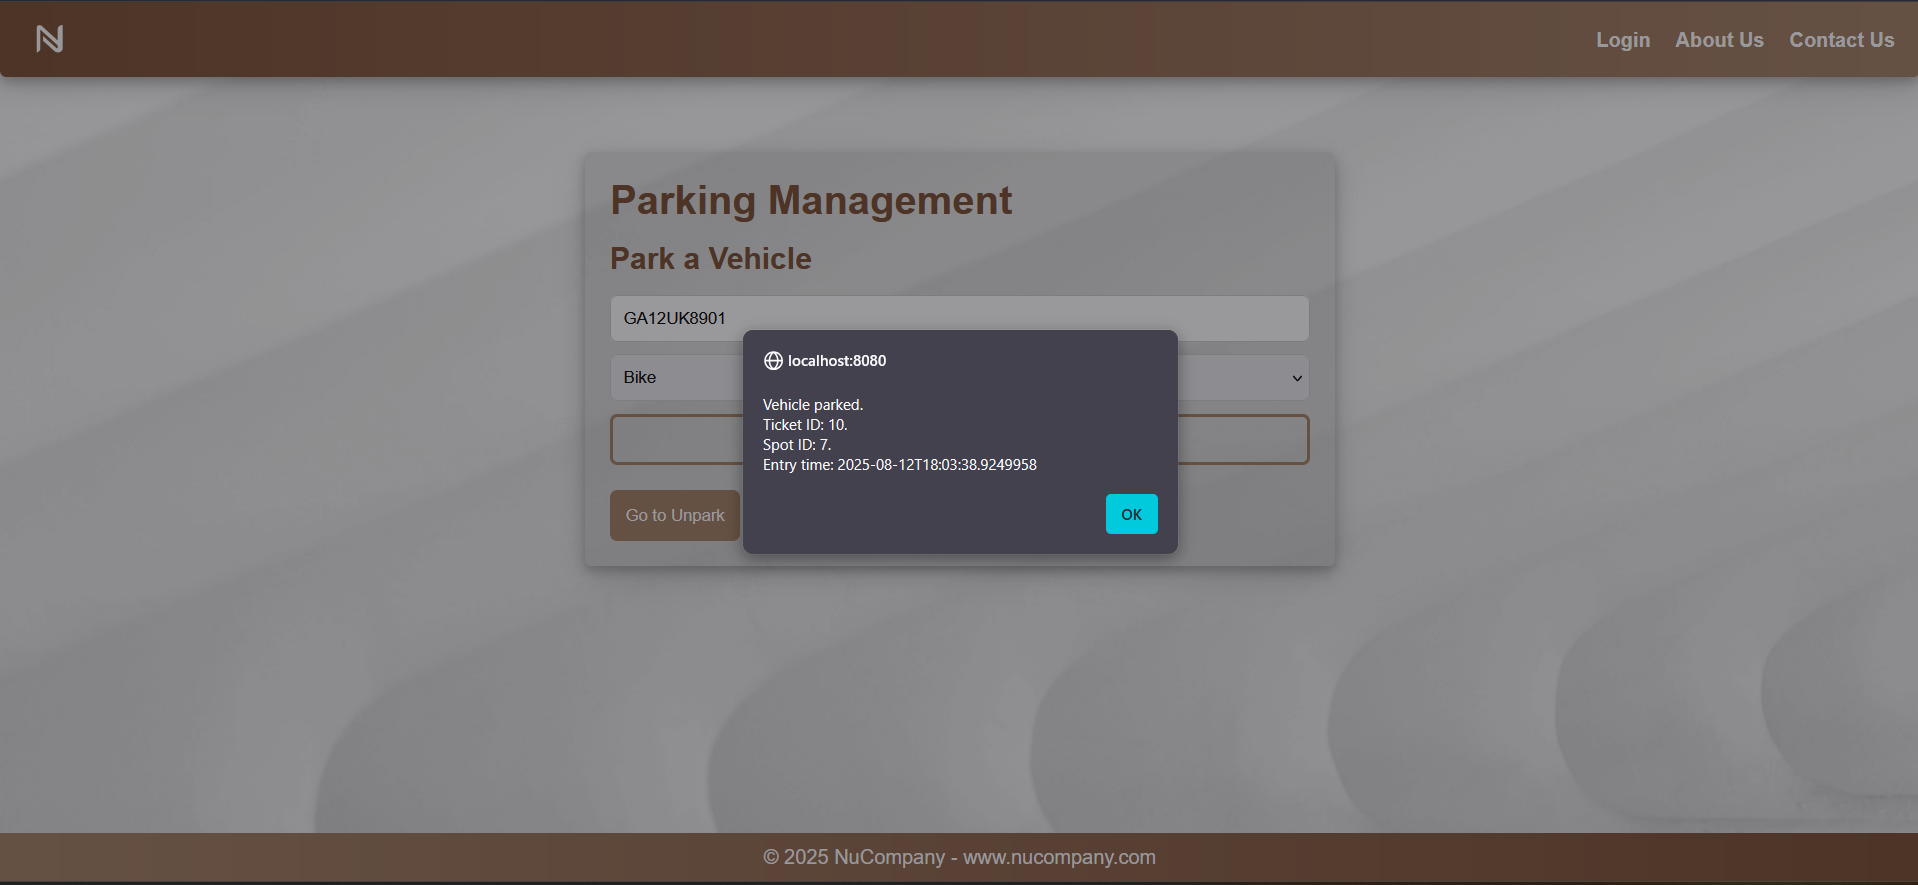 N
Login About Us Contact Us
Parking Management
Park a Vehicle
GA12UK8901
Bike
localhost:8080
Vehicle parked.
Ticket ID: 10.
Spot ID: 7.
Entry time: 2025-08-12T18:03:38.9249958
OK
Go to Unpark
© 2025 NuCompany - www.nucompany.com